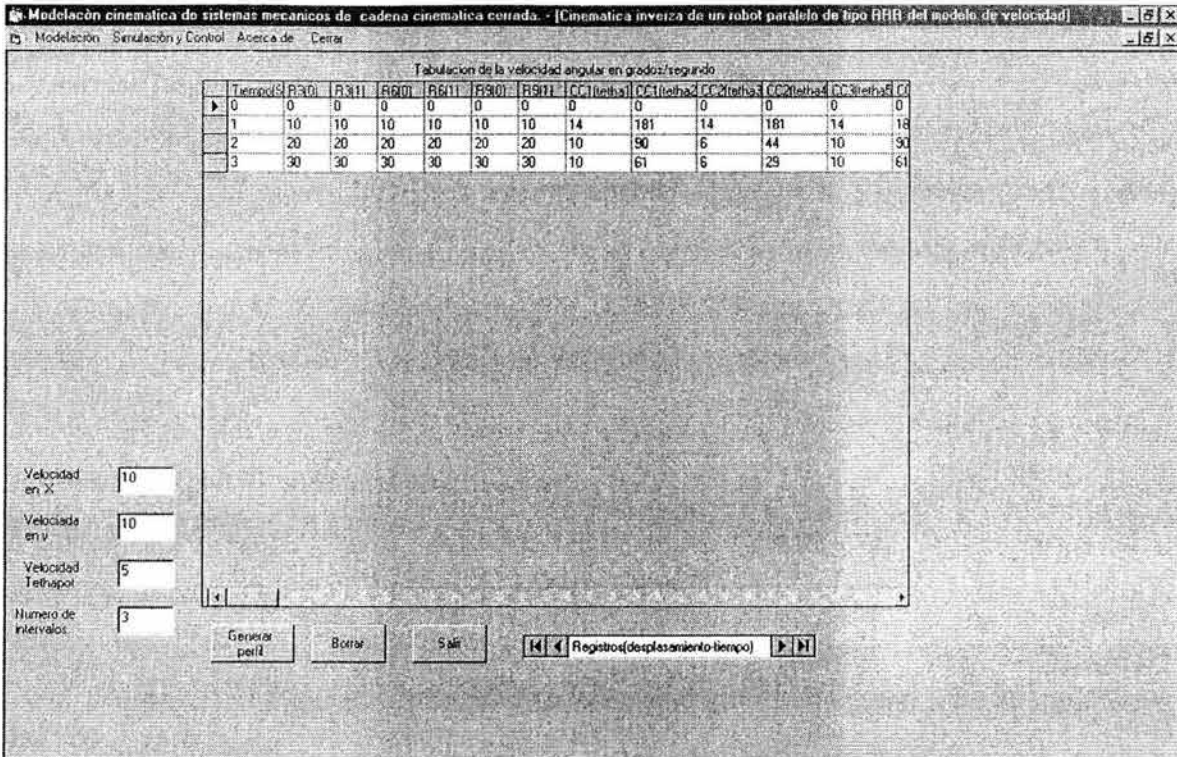 Modelacòn cinematica de sistemas mecanicos de cadena cinematica cerrada. - [Cinematica inverza de un robot paralelo de tipo RRR del modelo de velocidad]
Modelaciòn Simulaciòn y Control Acerca de Cerrar
Tabulacion de la velocidad angular en grados/segundo
Tiempo(S R3(0) R3(1) R6(0) R6(1) R9(0) R9(1) CC1(tetha1 CC1(tetha2 CC2(tetha3 CC2(tetha4 CC3(tetha5 CC
0 0 0 0 0 0 0 0 0 0 0 0 0
1 10 10 10 10 10 10 14 181 14 181 14 18
2 20 20 20 20 20 20 10 90 6 44 10 90
3 30 30 30 30 30 30 10 61 6 29 10 61
Velocidad
en X
10
Velociada
en y
10
Velocidad
Tethapot
5
Numero de
intervalos
3
Generar
perfil
Borrar
Salir
Registros(desplasamiento-tiempo)